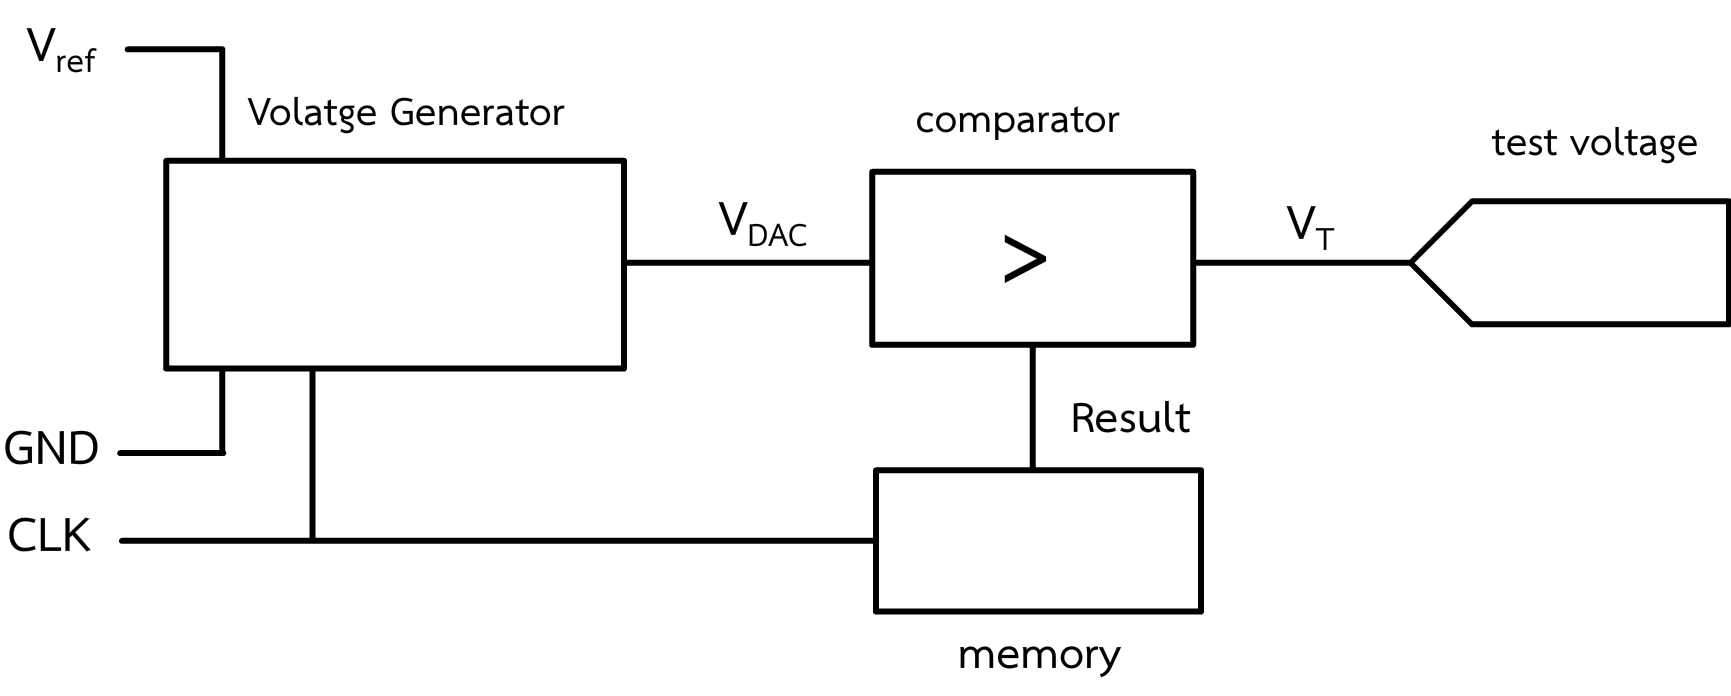 Vref
Volatge Generator
comparator
test voltage
VDAC
>
VT
Result
GND
CLK
memory